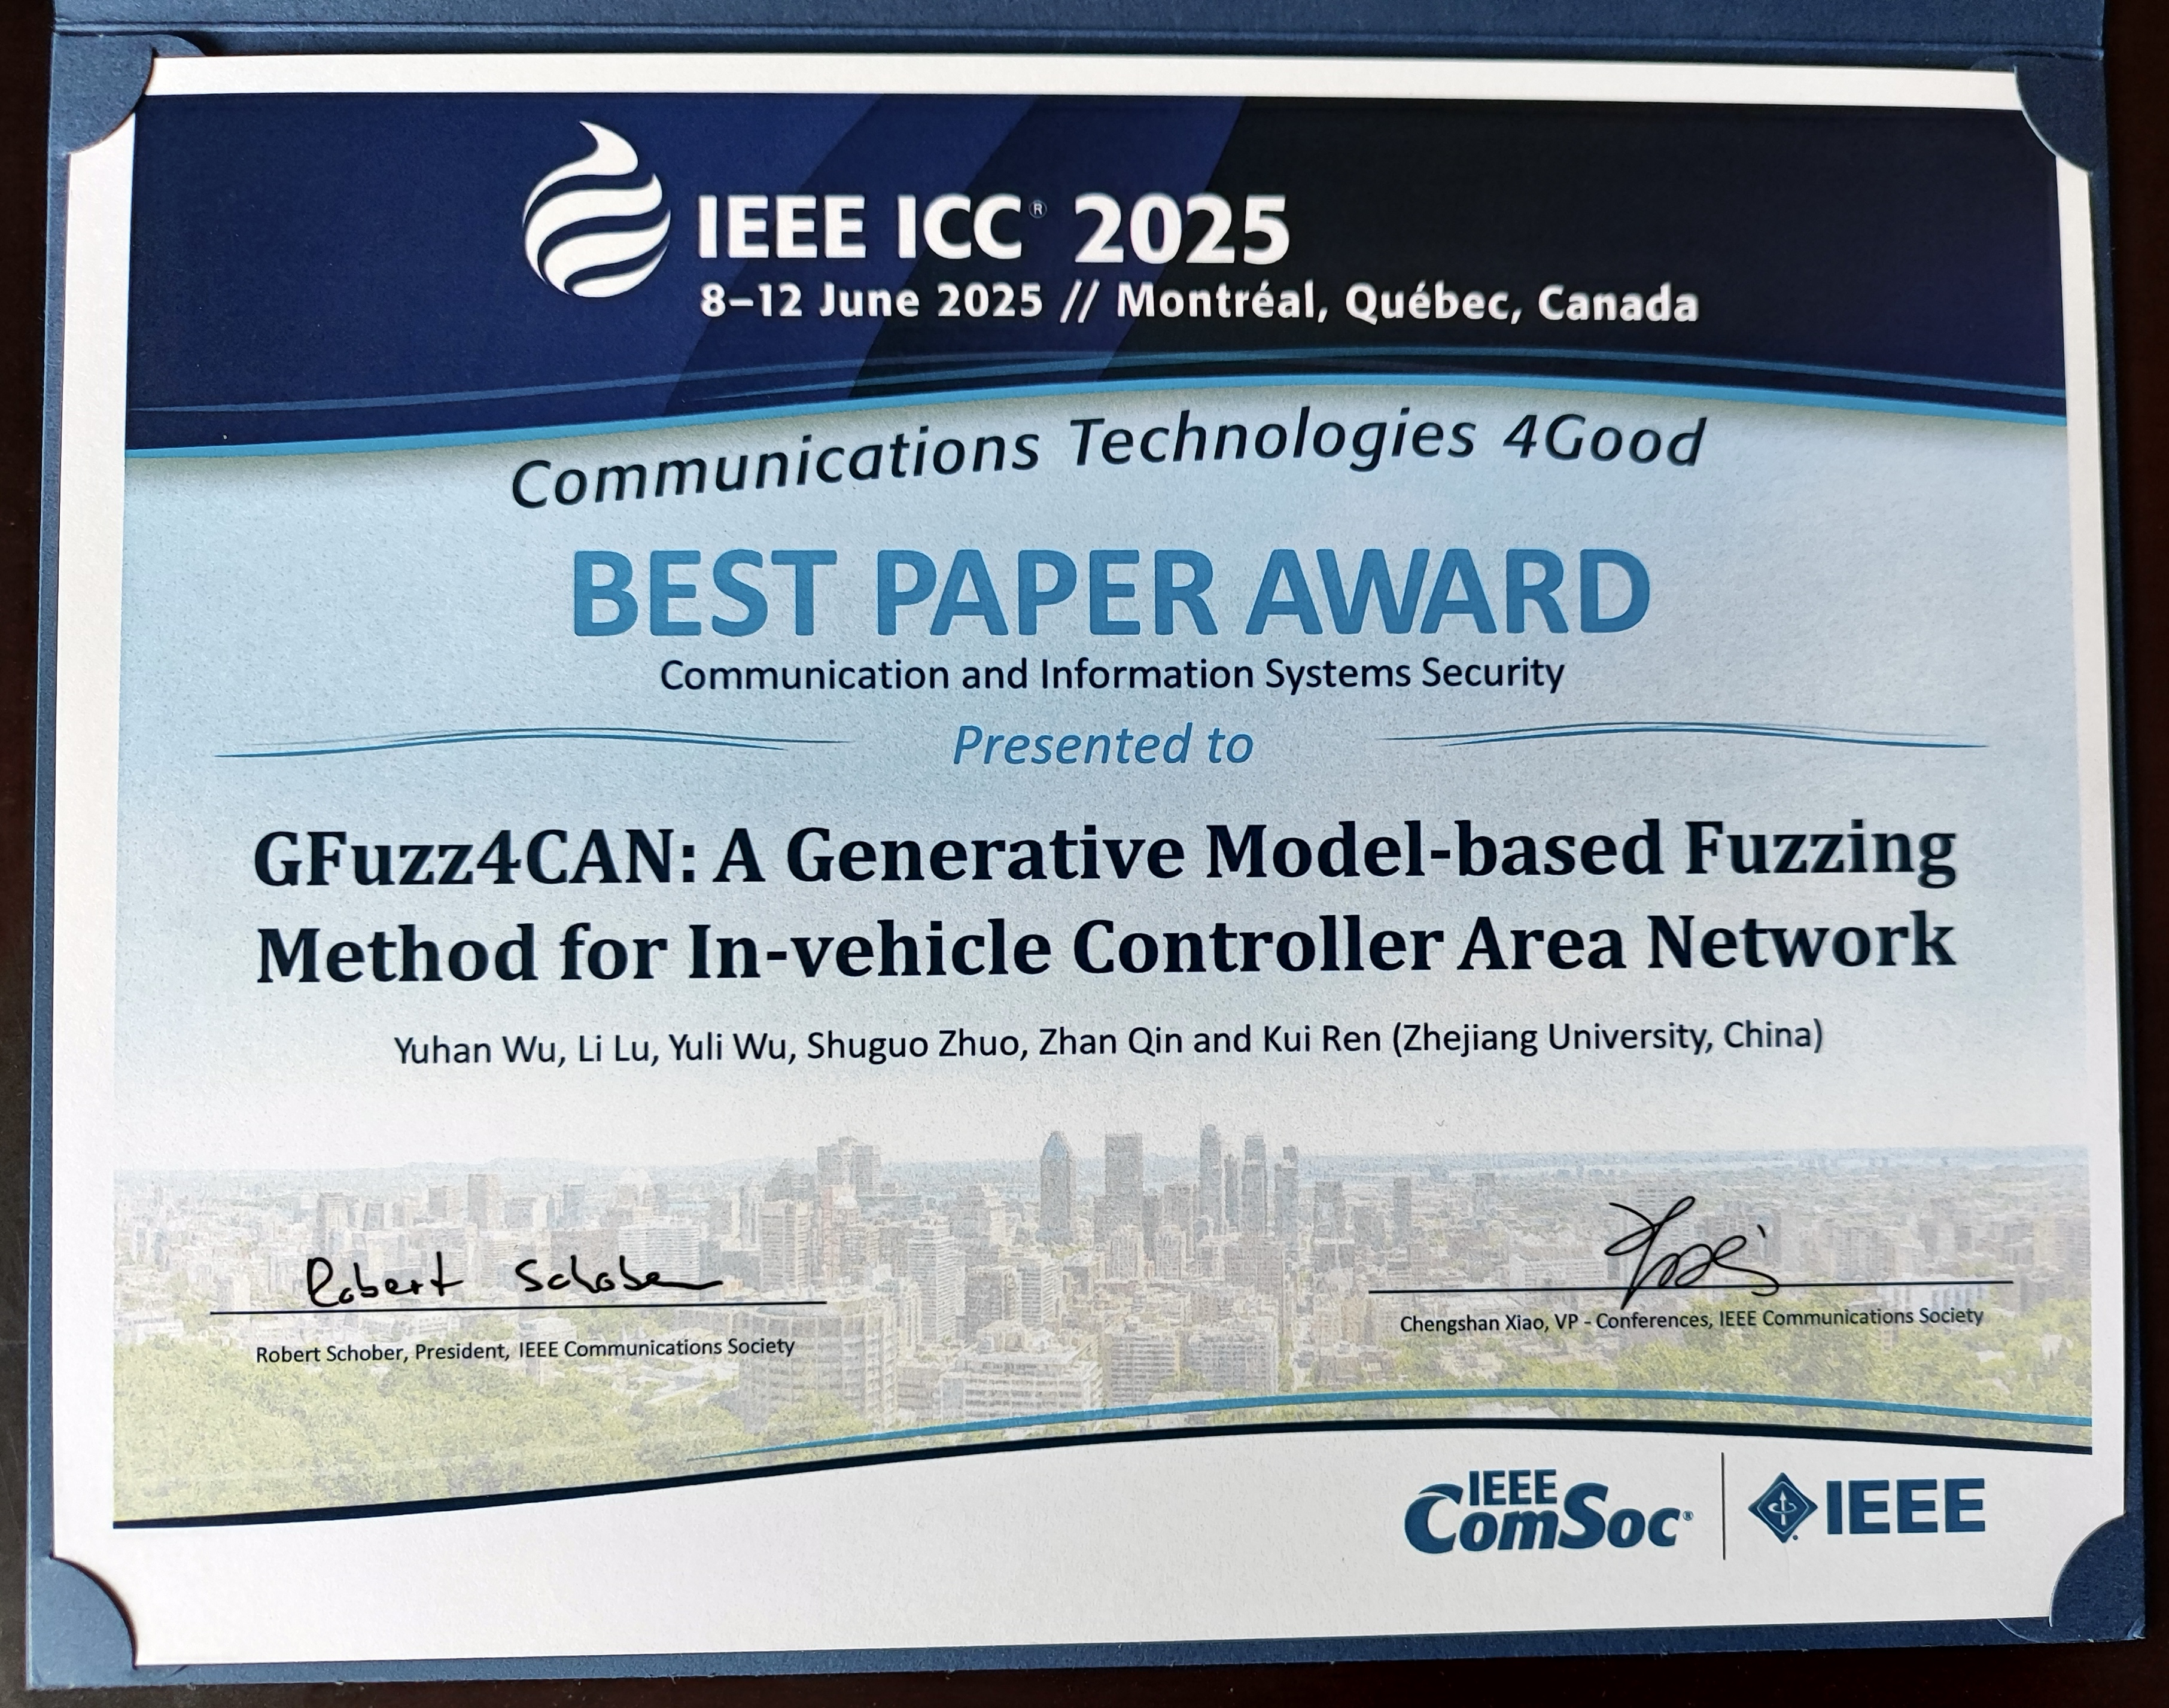 IEEE ICC® 2025
8–12 June 2025 // Montréal, Québec, Canada
Communications Technologies 4Good
BEST PAPER AWARD
Communication and Information Systems Security
Presented to
GFuzz4CAN: A Generative Model-based Fuzzing
Method for In-vehicle Controller Area Network
Yuhan Wu, Li Lu, Yuli Wu, Shuguo Zhuo, Zhan Qin and Kui Ren (Zhejiang University, China)
Robert Schober
Robert Schober, President, IEEE Communications Society
Chengshan Xiao, VP - Conferences, IEEE Communications Society
IEEE
ComSoc®
IEEE